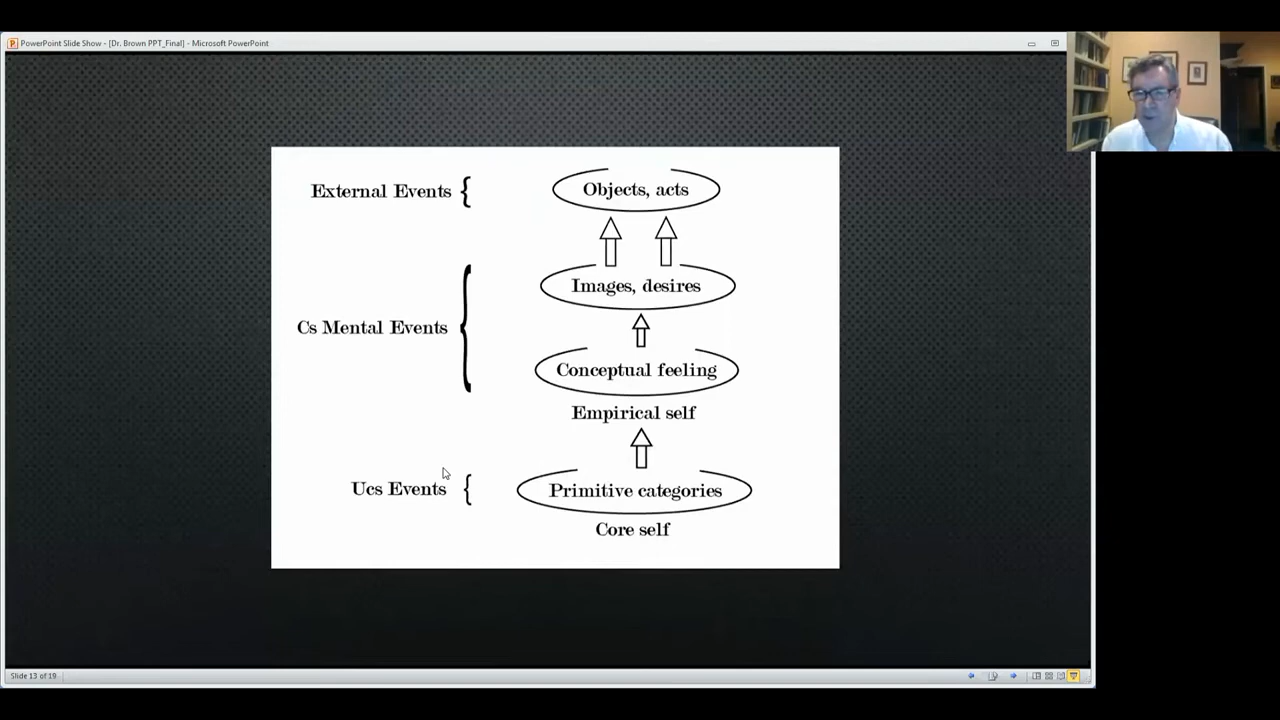 PowerPoint Slide Show - [Dr. Brown PPT_Final] - Microsoft PowerPoint
External Events {
Objects, acts
Images, desires
Cs Mental Events {
Conceptual feeling
Empirical self
Ucs Events {
Primitive categories
Core self
Slide 13 of 19